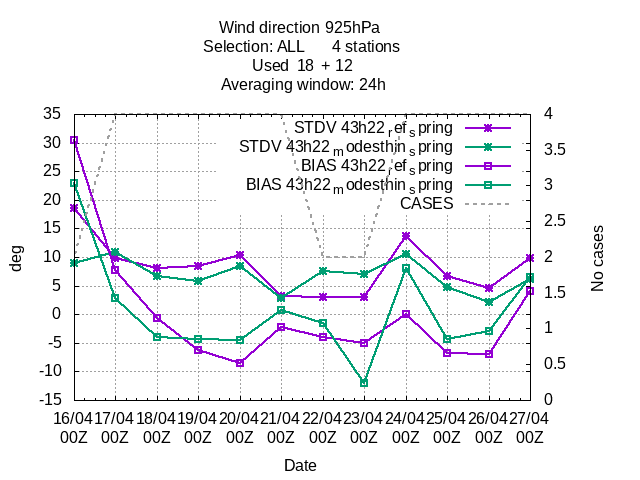 Wind direction 925hPa
Selection: ALL 4 stations
Used 18 + 12
Averaging window: 24h
STDV 43h22_ref_spring
STDV 43h22_modesthin_spring
BIAS 43h22_ref_spring
BIAS 43h22_modesthin_spring
CASES
35
30
25
20
15
10
5
0
-5
-10
-15
deg
4
3.5
3
2.5
2
1.5
1
0.5
0
No cases
16/04 17/04 18/04 19/04 20/04 21/04 22/04 23/04 24/04 25/04 26/04 27/04
00Z 00Z 00Z 00Z 00Z 00Z 00Z 00Z 00Z 00Z 00Z 00Z
Date